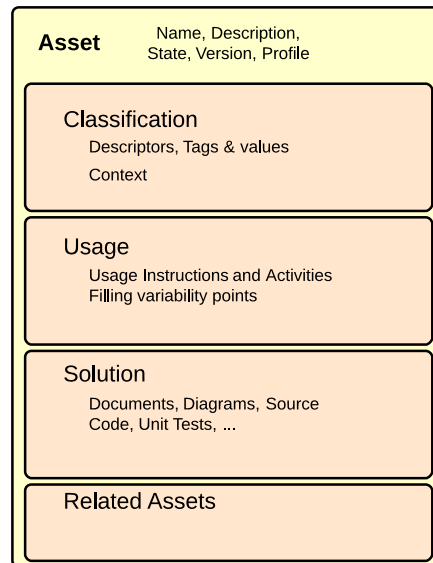 Asset
Name, Description,
State, Version, Profile
Classification
Descriptors, Tags & values
Context
Usage
Usage Instructions and Activities
Filling variability points
Solution
Documents, Diagrams, Source
Code, Unit Tests, ...
Related Assets